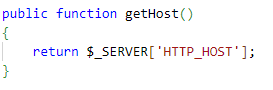 public function getHost()
{
    return $_SERVER['HTTP_HOST'];
}